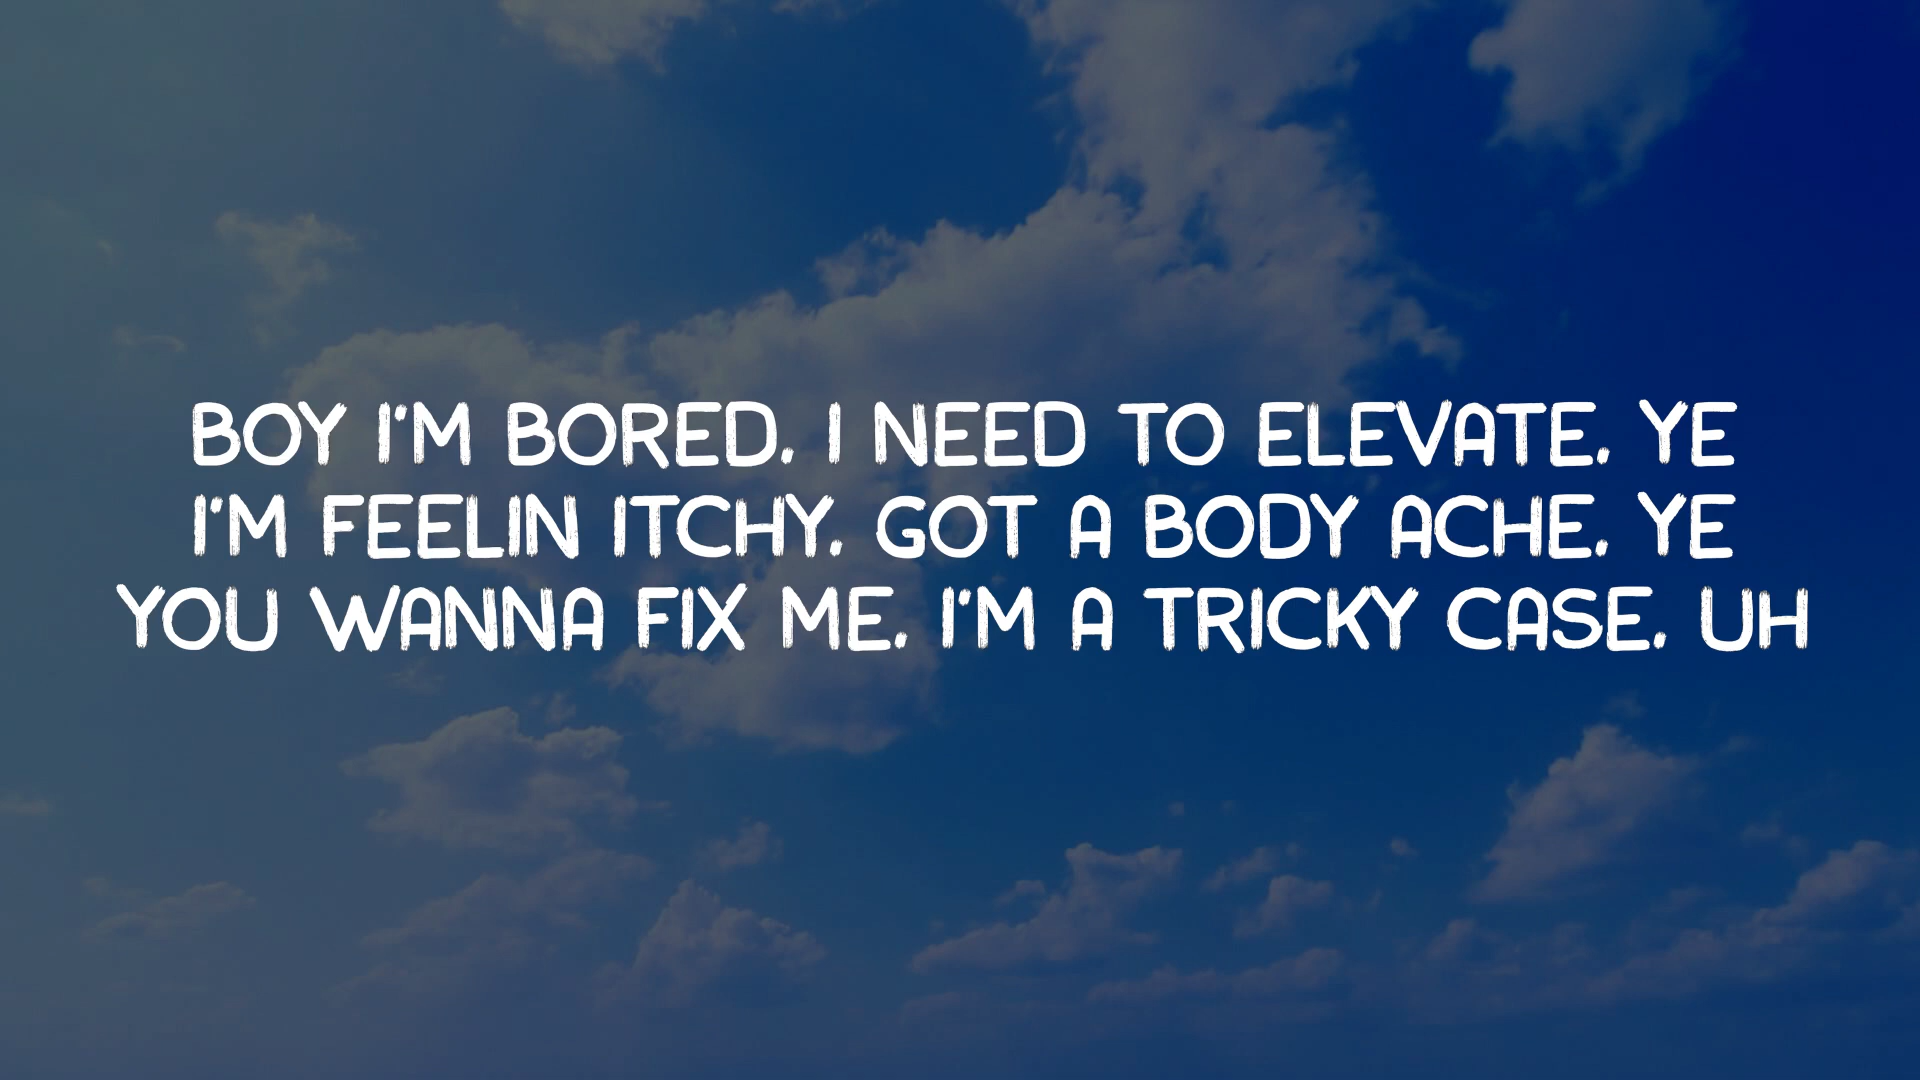 BOY I'M BORED. I NEED TO ELEVATE. YE
I'M FEELIN ITCHY. GOT A BODY ACHE. YE
YOU WANNA FIX ME. I'M A TRICKY CASE. UH